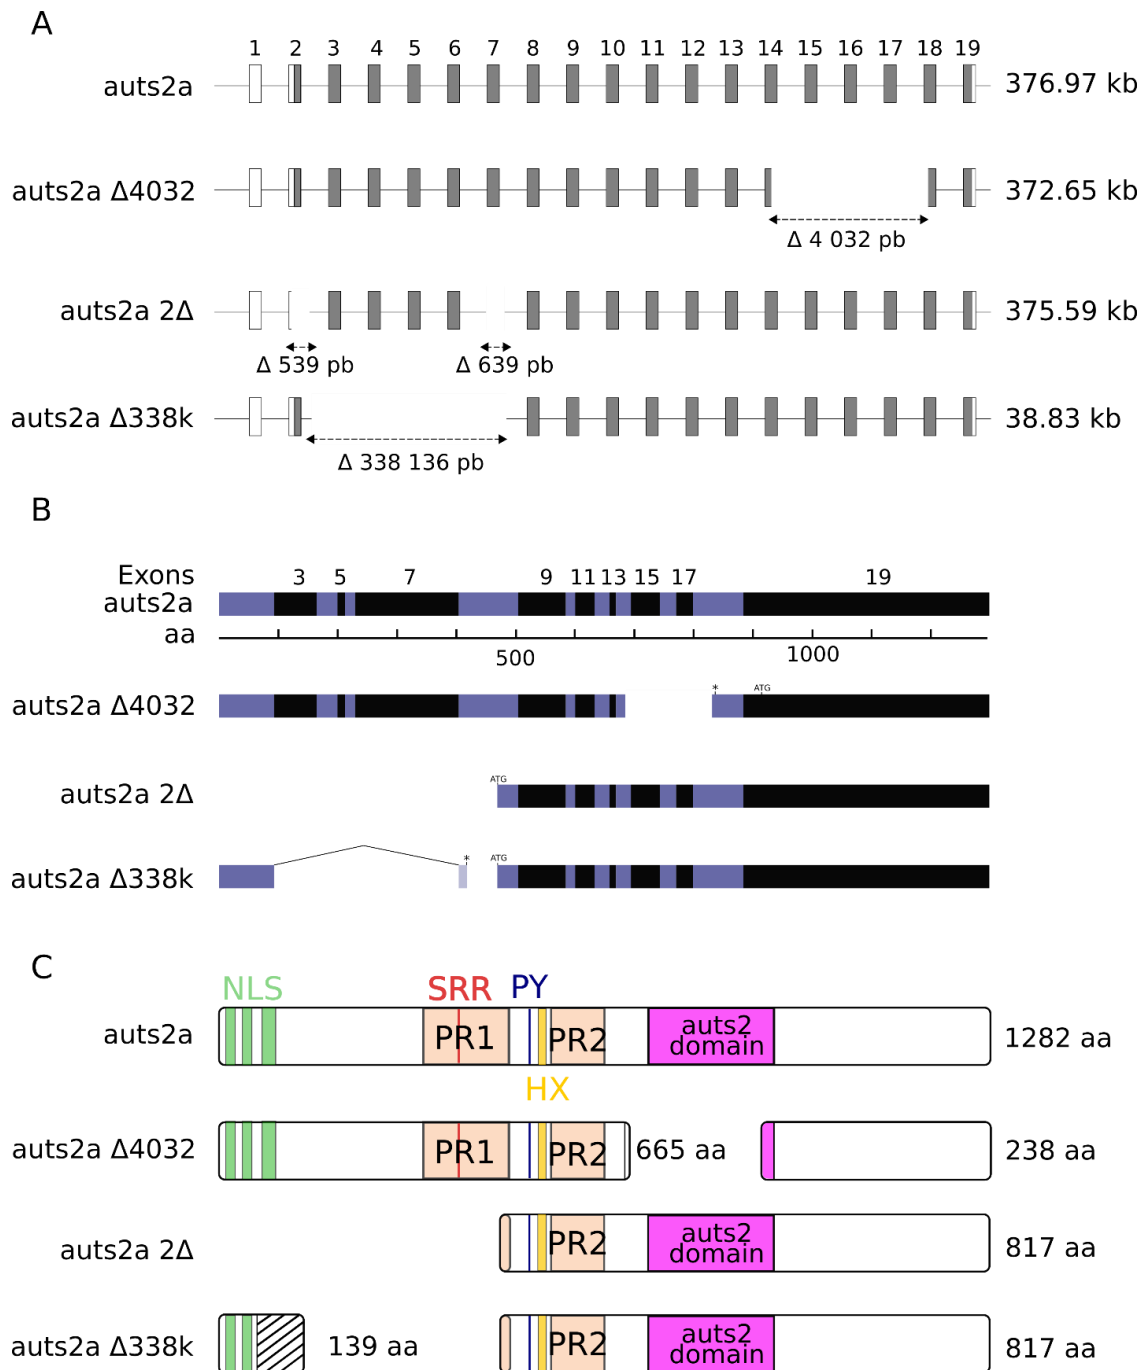 A
1 2 3 4 5 6 7 8 9 10 11 12 13 14 15 16 17 18 19
auts2a 376.97 kb
auts2a Δ4032 372.65 kb
Δ 4 032 pb
auts2a 2Δ 375.59 kb
Δ 539 pb Δ 639 pb
auts2a Δ338k 38.83 kb
Δ 338 136 pb
B
Exons 3 5 7 9 11 13 15 17 19
auts2a
aa
500 1000
* ATG
auts2a Δ4032
ATG
auts2a 2Δ
* ATG
auts2a Δ338k
C
NLS SRR PY
auts2a PR1 PR2 auts2 domain 1282 aa
HX
auts2a Δ4032 PR1 PR2 665 aa 238 aa
auts2a 2Δ PR2 auts2 domain 817 aa
auts2a Δ338k 139 aa PR2 auts2 domain 817 aa